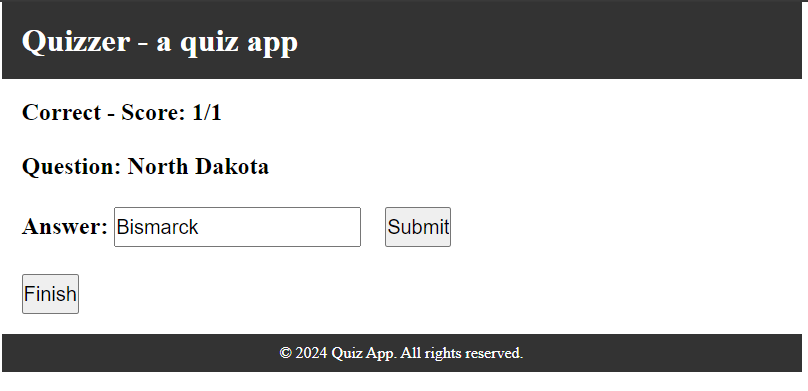 Quizzer - a quiz app
Correct - Score: 1/1
Question: North Dakota
Answer: Bismarck Submit
Finish
© 2024 Quiz App. All rights reserved.